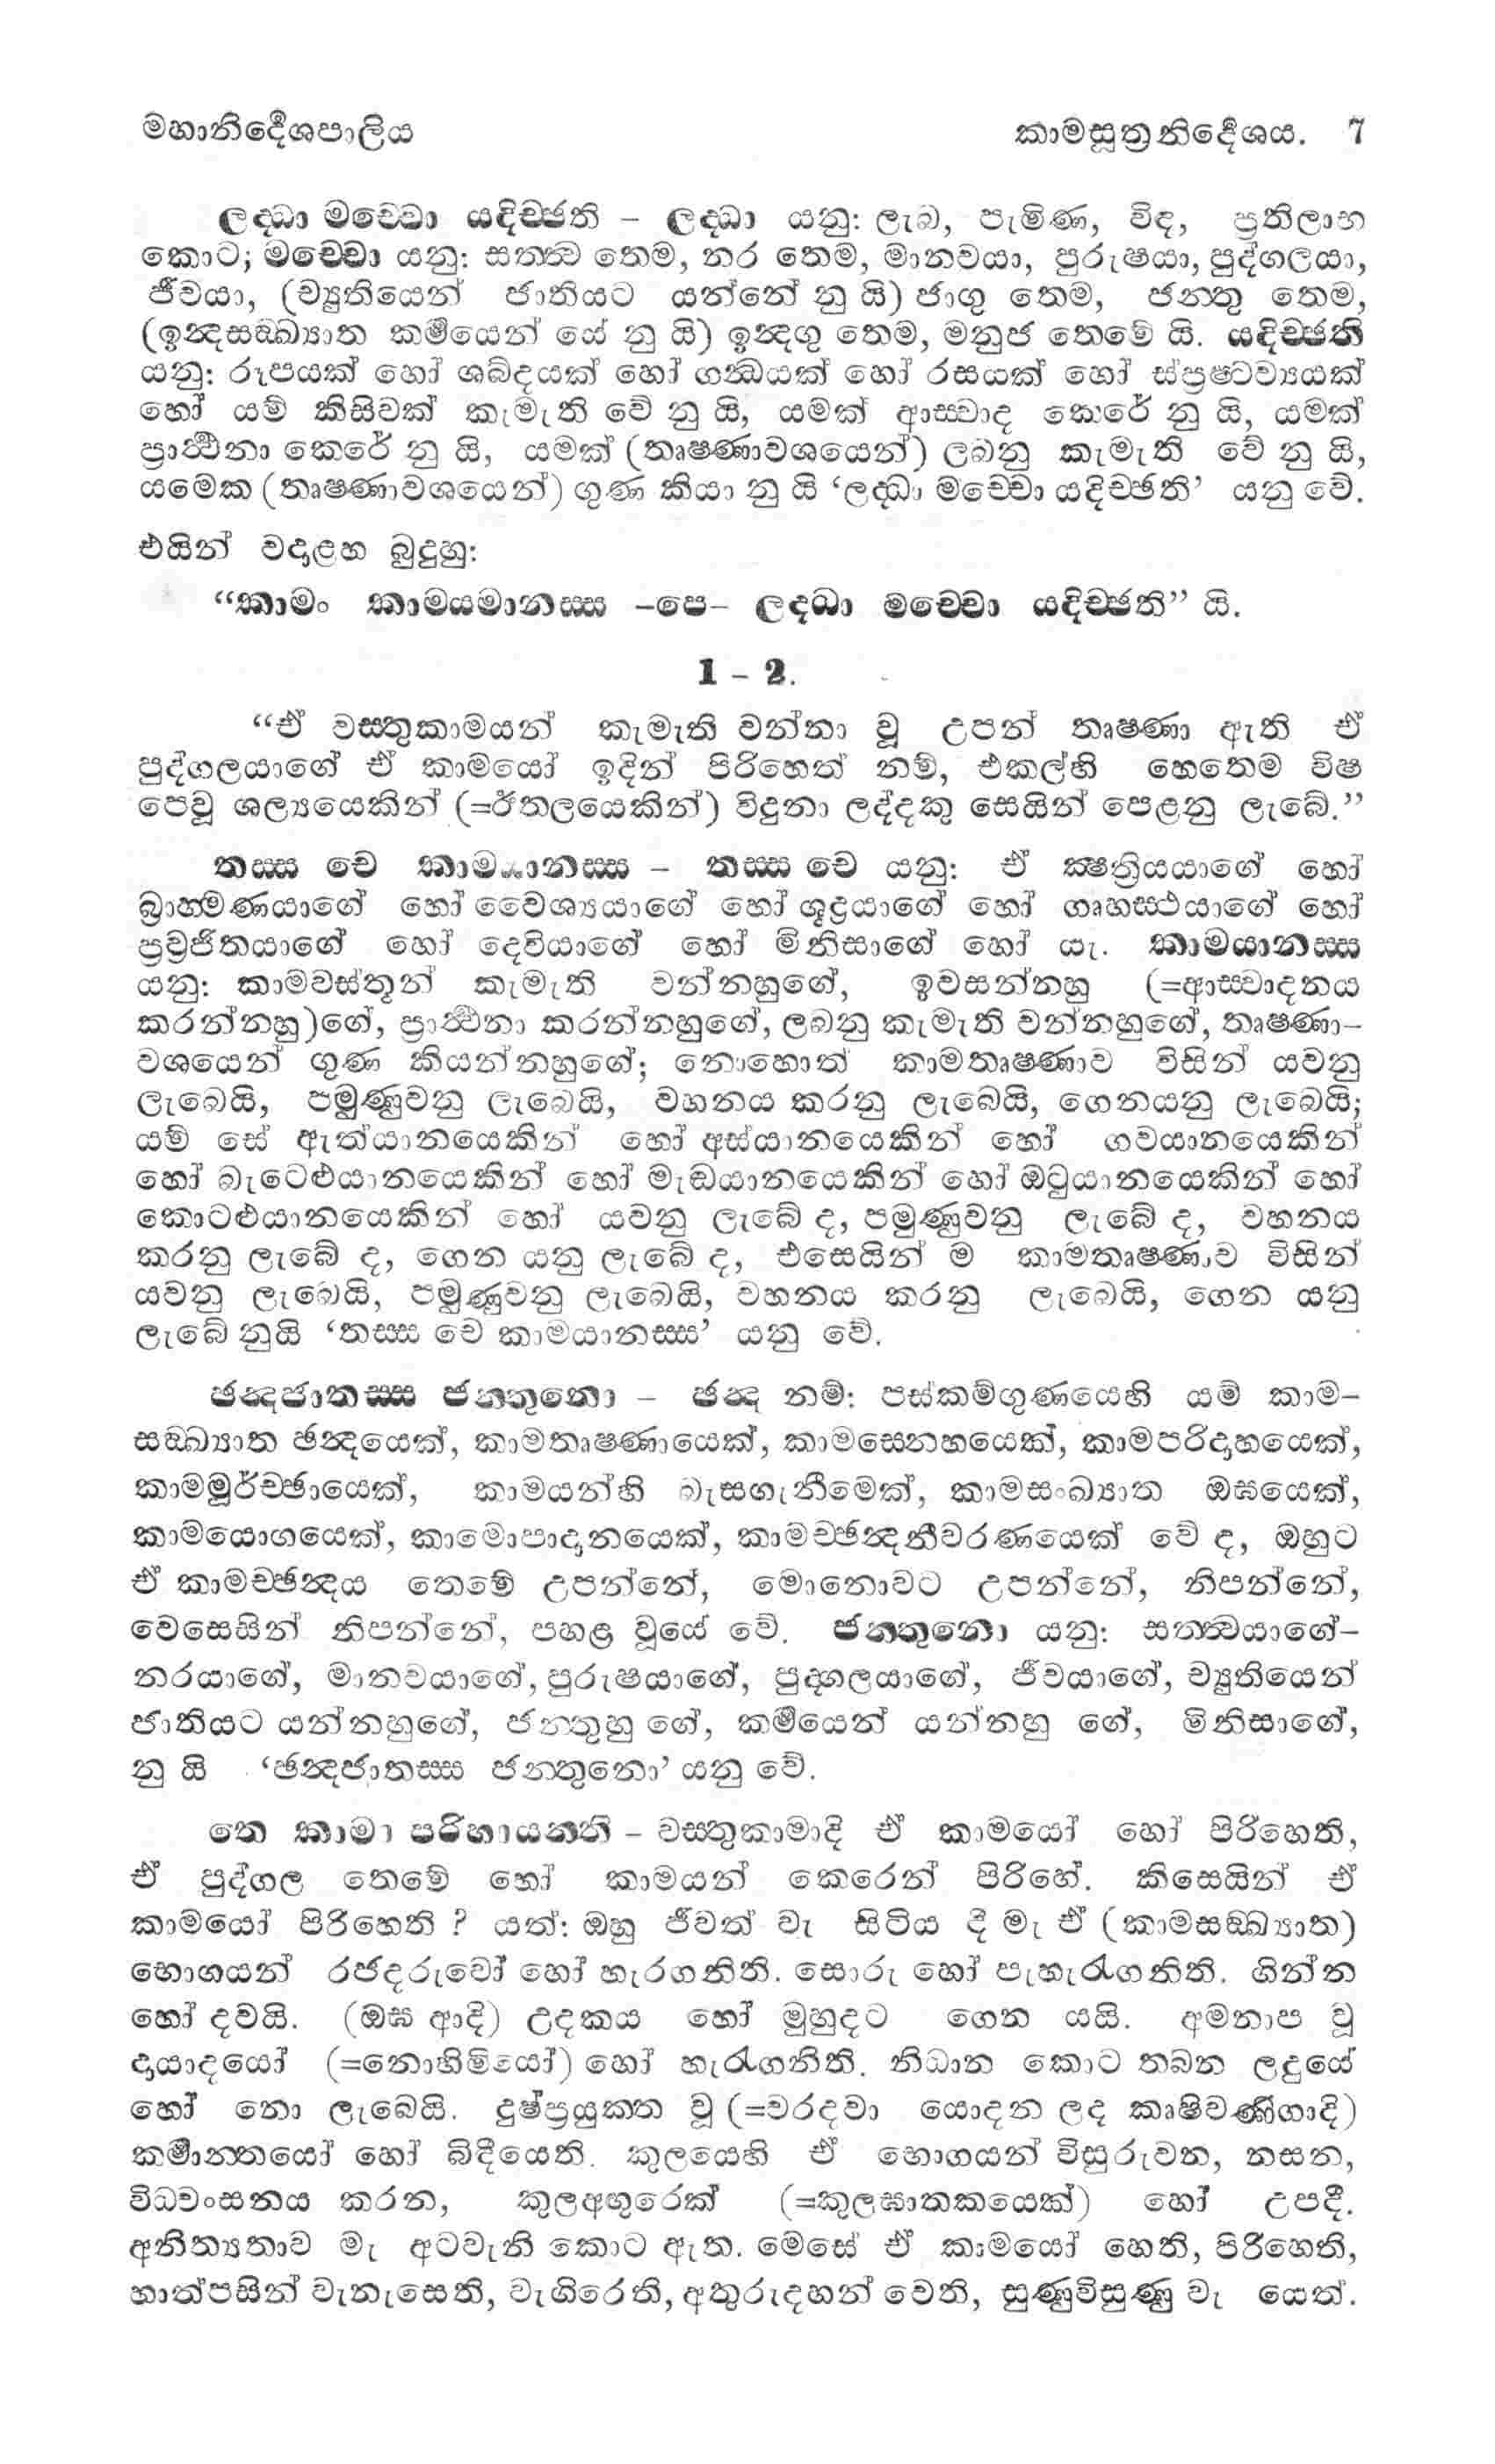 මහානිර්දේශපාලිය කාමසූත්‍රනිර්දේශය. 7
ලද්ධා මච්චො යදිච්ඡති – ලද්ධා යනු: ලැබ, පැමිණ, විඳ, ප්‍රතිලාභ
කොට; මච්චො යනු: සත්ත්ව තෙම, නර තෙම, මානවයා, පුරුෂයා, පුද්ගලයා,
ජීවයා, (ච්‍යුතියෙන් ජාතියට යන්නේ නු යි) ජාගු තෙම, ජන්තු තෙම,
(ඉන්ද්‍රසඞ්ඛ්‍යාත කර්මයෙන් යේ නු යි) ඉන්දගු තෙම, මනුජ තෙමේ යි. යදිච්ඡති
යනු: රූපයක් හෝ ශබ්දයක් හෝ ගන්ධයක් හෝ රසයක් හෝ ස්ප්‍රෂ්ටව්‍යයක්
හෝ යම් කිසිවක් කැමැති වේ නු යි, යමක් ආස්වාද කෙරේ නු යි, යමක්
ප්‍රාර්ථනා කෙරේ නු යි, යමක් (තෘෂ්ණාවශයෙන්) ලබනු කැමැති වේ නු යි,
යමෙක (තෘෂ්ණාවශයෙන්) ගුණ කියා නු යි ‘ලද්ධා මච්චො යදිච්ඡති’ යනු වේ.
එයින් වදාළහ බුදුහු:
“කාමං කාමයමානස්ස –පෙ– ලද්ධා මච්චො යදිච්ඡති” යි.
1 – 2.
“ඒ වස්තුකාමයන් කැමැති වන්නා වූ උපන් තෘෂ්ණා ඇති ඒ
පුද්ගලයාගේ ඒ කාමයෝ ඉදින් පිරිහෙත් නම්, එකල්හි හෙතෙම විෂ
පෙවූ ශල්‍යයෙකින් (=ඊතලයෙකින්) විදුනා ලද්දකු සෙයින් පෙළනු ලැබේ.”
තස්ස චෙ කාමයානස්ස – තස්ස චෙ යනු: ඒ ක්‍ෂත්‍රියයාගේ හෝ
බ්‍රාහ්මණයාගේ හෝ වෛශ්‍යයාගේ හෝ ශූද්‍රයාගේ හෝ ගෘහස්ථයාගේ හෝ
ප්‍රව්‍රජිතයාගේ හෝ දෙවියාගේ හෝ මිනිසාගේ හෝ යැ. කාමයානස්ස
යනු: කාමවස්තූන් කැමැති වන්නහුගේ, ඉවසන්නහු (=ආස්වාදනය
කරන්නහු)ගේ, ප්‍රාර්ථනා කරන්නහුගේ, ලබනු කැමැති වන්නහුගේ, තෘෂ්ණා–
වශයෙන් ගුණ කියන්නහුගේ; නොහොත් කාමතෘෂ්ණාව විසින් යවනු
ලැබෙයි, පමුණුවනු ලැබෙයි, වහනය කරනු ලැබෙයි, ගෙනයනු ලැබෙයි;
යම් සේ ඇත්යානයෙකින් හෝ අස්යානයෙකින් හෝ ගවයානයෙකින්
හෝ බැටෙළුයානයෙකින් හෝ මැඬයානයෙකින් හෝ ඔටුයානයෙකින් හෝ
කොටළුයානයෙකින් හෝ යවනු ලැබේ ද, පමුණුවනු ලැබේ ද, වහනය
කරනු ලැබේ ද, ගෙන යනු ලැබේ ද, එසෙයින් ම කාමතෘෂ්ණාව විසින්
යවනු ලැබෙයි, පමුණුවනු ලැබෙයි, වහනය කරනු ලැබෙයි, ගෙන යනු
ලැබේ නුයි ‘තස්ස චෙ කාමයානස්ස’ යනු වේ.
ඡන්දජාතස්ස ජන්තුනො – ඡන්ද නම්: පස්කම්ගුණයෙහි යම් කාම–
සඞ්ඛ්‍යාත ඡන්දයෙක්, කාමතෘෂ්ණායෙක්, කාමසෙනහයෙක්, කාමපරිදාහයෙක්,
කාමමූර්ච්ඡායෙක්, කාමයන්හි බැසගැනීමෙක්, කාමසංඛ්‍යාත ඔඝයෙක්,
කාමයොගයෙක්, කාමොපාදානයෙක්, කාමච්ඡන්දනීවරණයෙක් වේ ද, ඔහුට
ඒ කාමච්ඡන්දය තෙමේ උපන්නේ, මොනොවට උපන්නේ, නිපන්නේ,
වෙසෙසින් නිපන්නේ, පහළ වූයේ වේ. ජන්තුනො යනු: සත්ත්වයාගේ–
නරයාගේ, මානවයාගේ, පුරුෂයාගේ, පුද්ගලයාගේ, ජීවයාගේ, ච්‍යුතියෙන්
ජාතියට යන්නහුගේ, ජන්තුහු ගේ, කර්මයෙන් යන්නහු ගේ, මිනිසාගේ,
නු යි ‘ඡන්දජාතස්ස ජන්තුනො’ යනු වේ.
තෙ කාමා පරිහායන්ති – වස්තුකාමාදි ඒ කාමයෝ හෝ පිරිහෙති,
ඒ පුද්ගල තෙමේ හෝ කාමයන් කෙරෙන් පිරිහේ. කිසෙයින් ඒ
කාමයෝ පිරිහෙති ? යත්: ඔහු ජීවත් වැ සිටිය දී මැ ඒ (කාමසඞ්ඛ්‍යාත)
භොගයන් රජදරුවෝ හෝ හැරගනිති. සොරු හෝ පැහැරැගනිති. ගින්න
හෝ දවයි. (ඔඝ ආදි) උදකය හෝ මුහුදට ගෙන යයි. අමනාප වූ
දායාදයෝ (=නොහිමියෝ) හෝ හැරැගනිති. නිධාන කොට තබන ලදුයේ
හෝ නො ලැබෙයි. දුෂ්ප්‍රයුක්ත වූ (=වරදවා යොදන ලද කෘෂිවණිග්ගාදි)
කර්මාන්තයෝ හෝ බිදීයෙති. කුලයෙහි ඒ භොගයන් විසුරුවන, නසන,
විධ්වංසනය කරන, කුලඅඟුරෙක් (=කුලඝාතකයෙක්) හෝ උපදී.
අනිත්‍යතාව මැ අටවැනි කොට ඇත. මෙසේ ඒ කාමයෝ හෙති, පිරිහෙති,
හාත්පසින් වැනැසෙති, වැගිරෙති, අතුරුදහන් වෙති, සුණුවිසුණු වැ යෙත්.